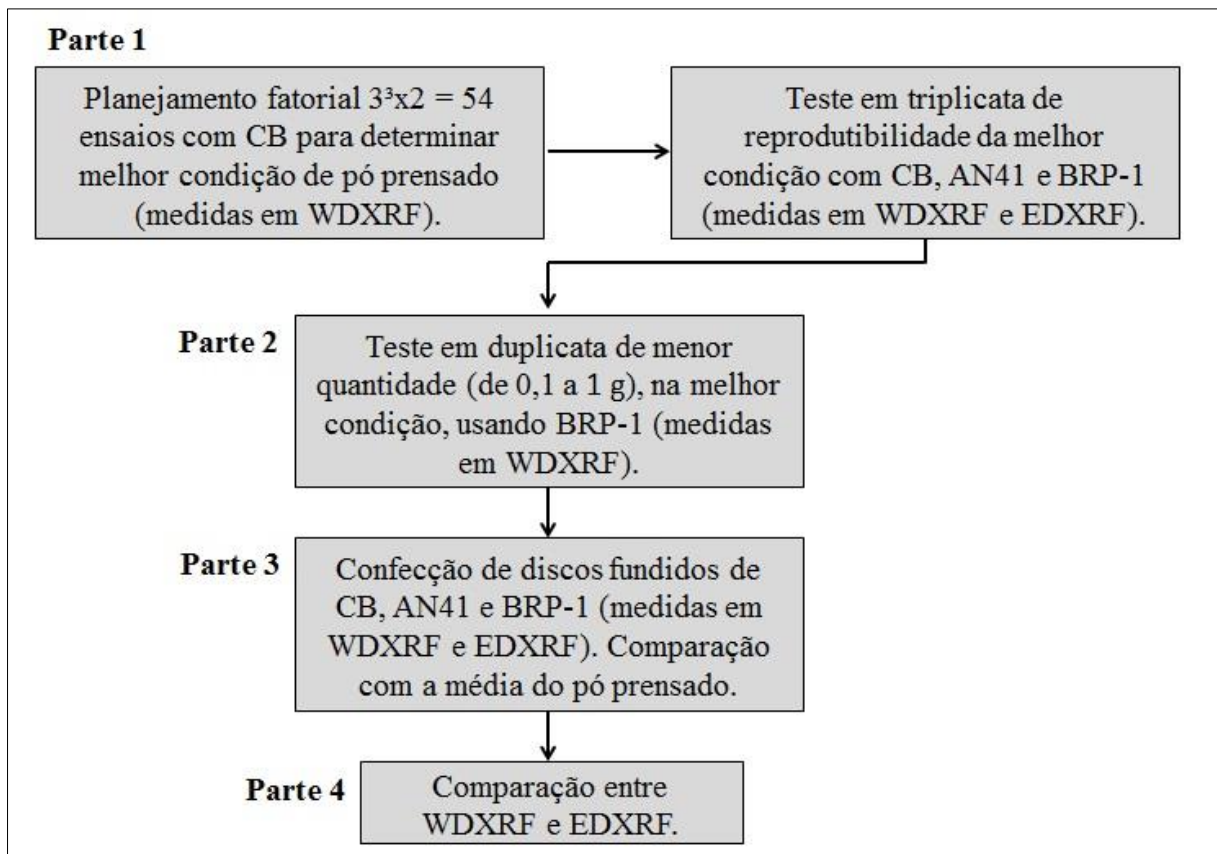 Parte 1
Planejamento fatorial 3³x2 = 54
ensaios com CB para determinar
melhor condição de pó prensado
(medidas em WDXRF).
Teste em triplicata de
reprodutibilidade da melhor
condição com CB, AN41 e BRP-1
(medidas em WDXRF e EDXRF).
Parte 2
Teste em duplicata de menor
quantidade (de 0,1 a 1 g), na melhor
condição, usando BRP-1 (medidas
em WDXRF).
Parte 3
Confecção de discos fundidos de
CB, AN41 e BRP-1 (medidas em
WDXRF e EDXRF). Comparação
com a média do pó prensado.
Parte 4
Comparação entre
WDXRF e EDXRF.